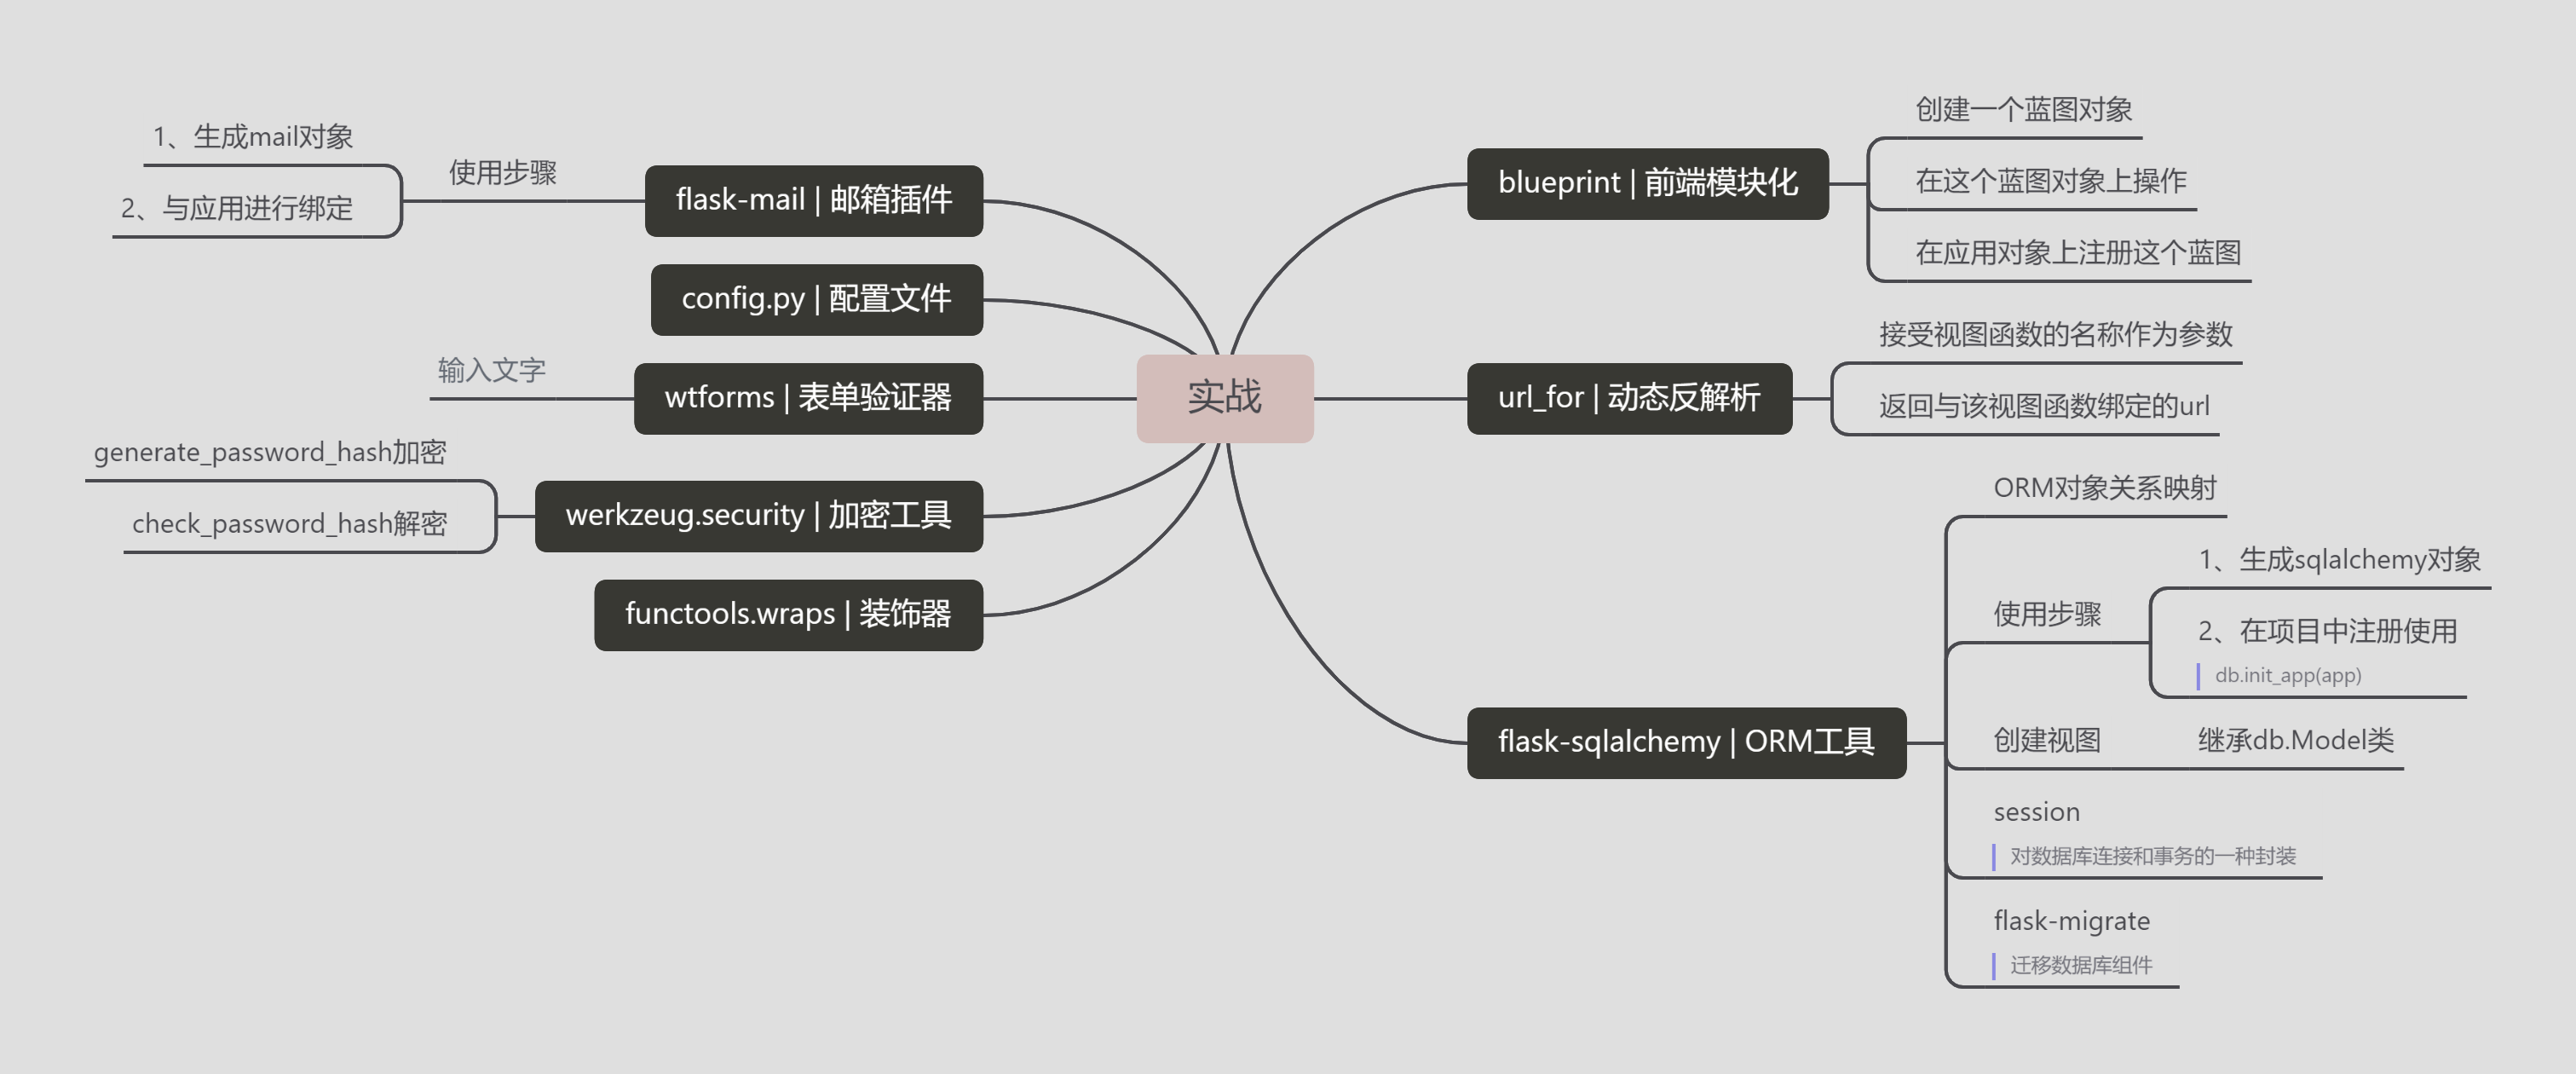 实战
blueprint | 前端模块化
创建一个蓝图对象
在这个蓝图对象上操作
在应用对象上注册这个蓝图
url_for | 动态反解析
接受视图函数的名称作为参数
返回与该视图函数绑定的url
flask-sqlalchemy | ORM工具
ORM对象关系映射
使用步骤
1、生成sqlalchemy对象
2、在项目中注册使用
db.init_app(app)
创建视图
继承db.Model类
session
对数据库连接和事务的一种封装
flask-migrate
迁移数据库组件
flask-mail | 邮箱插件
使用步骤
1、生成mail对象
2、与应用进行绑定
config.py | 配置文件
wtforms | 表单验证器
输入文字
werkzeug.security | 加密工具
generate_password_hash加密
check_password_hash解密
functools.wraps | 装饰器